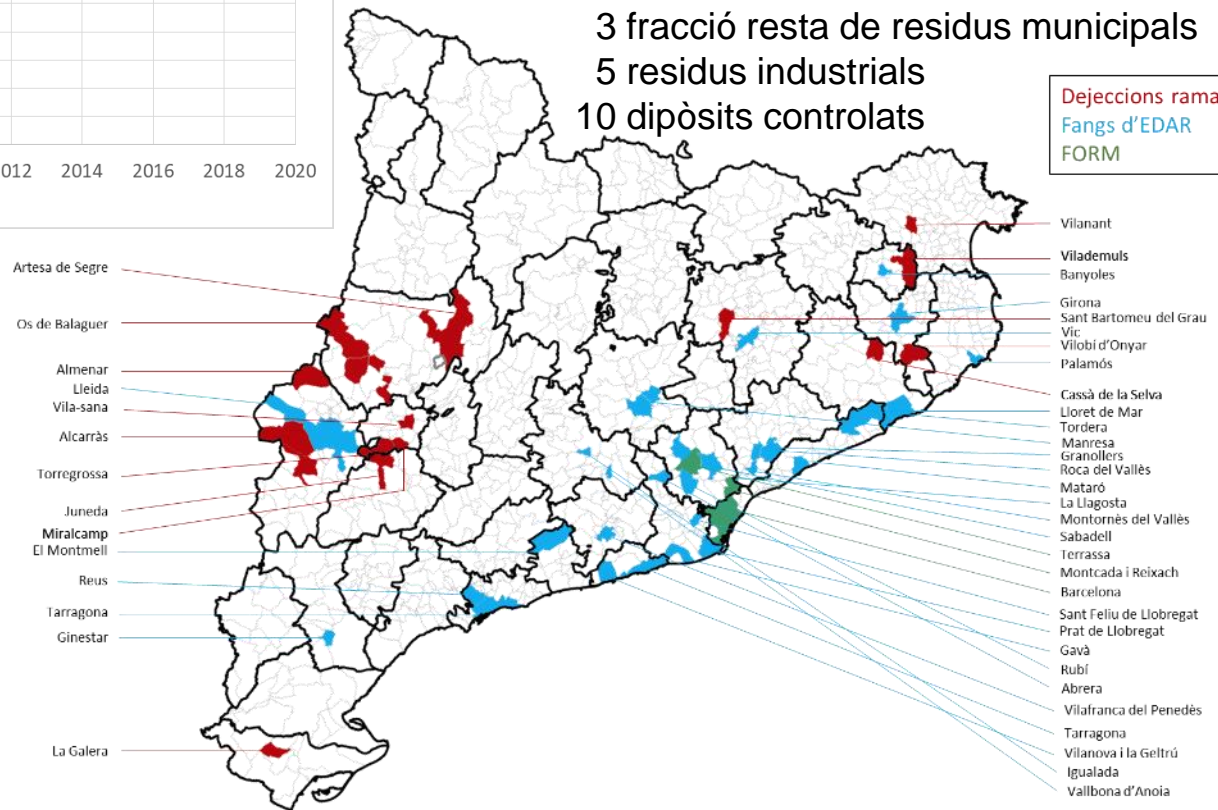 3 fracció resta de residus municipals
5 residus industrials
10 dipòsits controlats
Dejeccions rama
Fangs d'EDAR
FORM
012 2014 2016 2018 2020
Artesa de Segre
Os de Balaguer
Almenar
Lleida
Vila-sana
Alcarràs
Torregrossa
Juneda
Miralcamp
El Montmell
Reus
Tarragona
Ginestar
La Galera
Vilanant
Vilademuls
Banyoles
Girona
Sant Bartomeu del Grau
Vic
Vilobi d'Onyar
Palamós
Cassà de la Selva
Lloret de Mar
Tordera
Manresa
Granollers
Roca del Vallès
Mataró
La Llagosta
Montornès del Vallès
Sabadell
Terrassa
Montcada i Reixach
Barcelona
Sant Feliu de Llobregat
Prat de Llobregat
Gavà
Rubí
Abrera
Vilafranca del Penedès
Tarragona
Vilanova i la Geltrú
Igualada
Vallbona d'Anoia